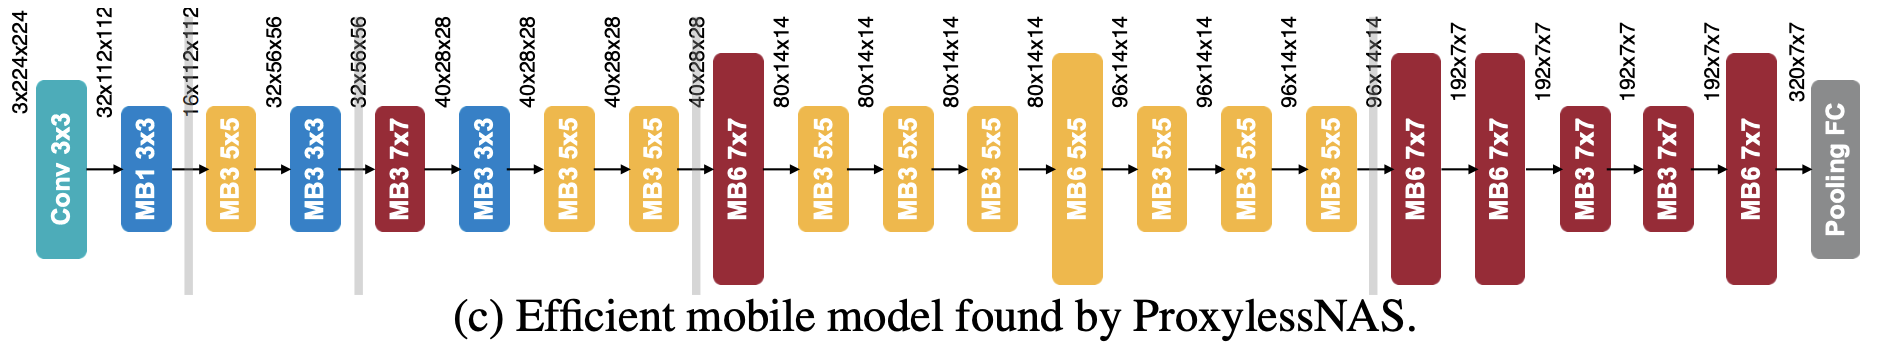 3x224x224
Conv 3x3
32x112x112
MB1 3x3
16x112x112
MB3 5x5
32x56x56
MB3 3x3
32x56x56
MB3 7x7
40x28x28
MB3 3x3
40x28x28
MB3 5x5
40x28x28
MB3 5x5
40x28x28
MB6 7x7
80x14x14
MB3 5x5
80x14x14
MB3 5x5
80x14x14
MB3 5x5
80x14x14
MB6 5x5
96x14x14
MB3 5x5
96x14x14
MB3 5x5
96x14x14
MB3 5x5
96x14x14
MB6 7x7
192x7x7
MB6 7x7
192x7x7
MB3 7x7
192x7x7
MB3 7x7
192x7x7
MB6 7x7
320x7x7
Pooling FC
(c) Efficient mobile model found by ProxylessNAS.